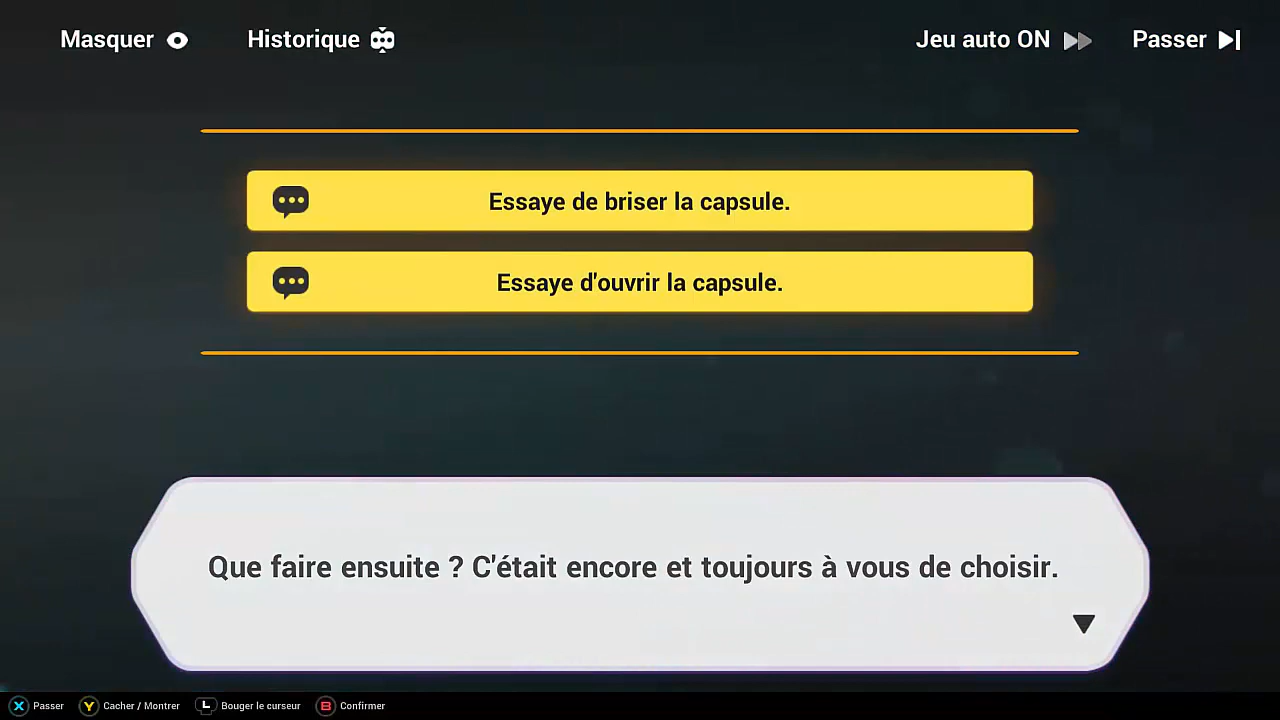 Masquer Historique Jeu auto ON Passer
Essaye de briser la capsule.
Essaye d'ouvrir la capsule.
Que faire ensuite ? C'était encore et toujours à vous de choisir.
X Passer Y Cacher / Montrer L Bouger le curseur B Confirmer